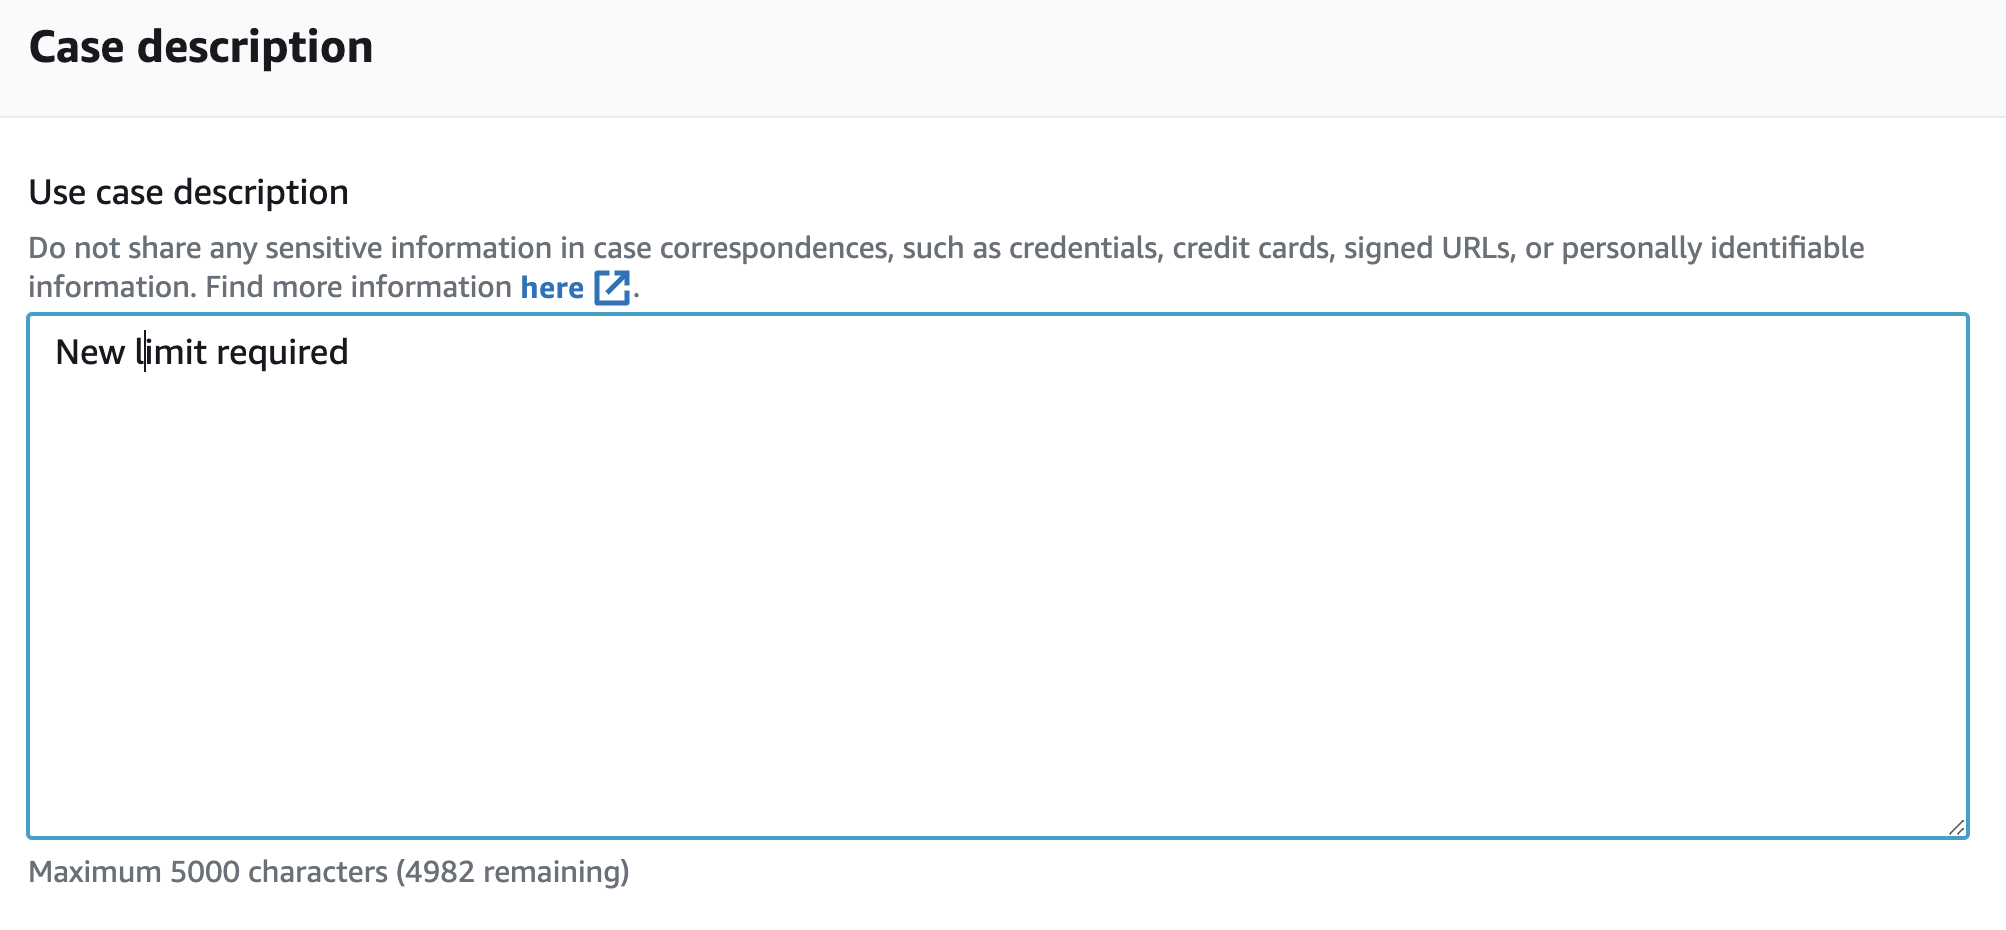 Case description
Use case description
Do not share any sensitive information in case correspondences, such as credentials, credit cards, signed URLs, or personally identifiable
information. Find more information here.
New limit required
Maximum 5000 characters (4982 remaining)